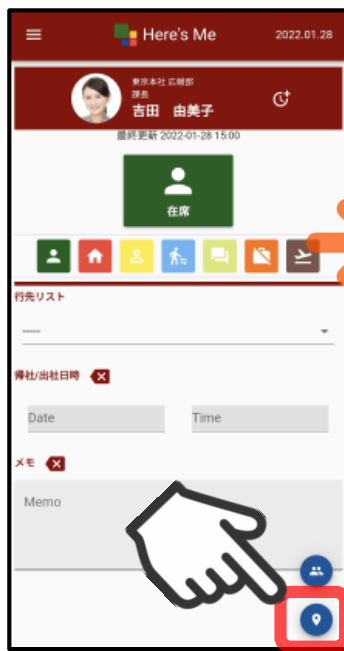 Here's Me
2022.01.28
東京本社 広報部
課長
吉田 由美子
最終更新 2022-01-28 15:00
在席
行先リスト
----
帰社/出社日時
Date
Time
メモ
Memo